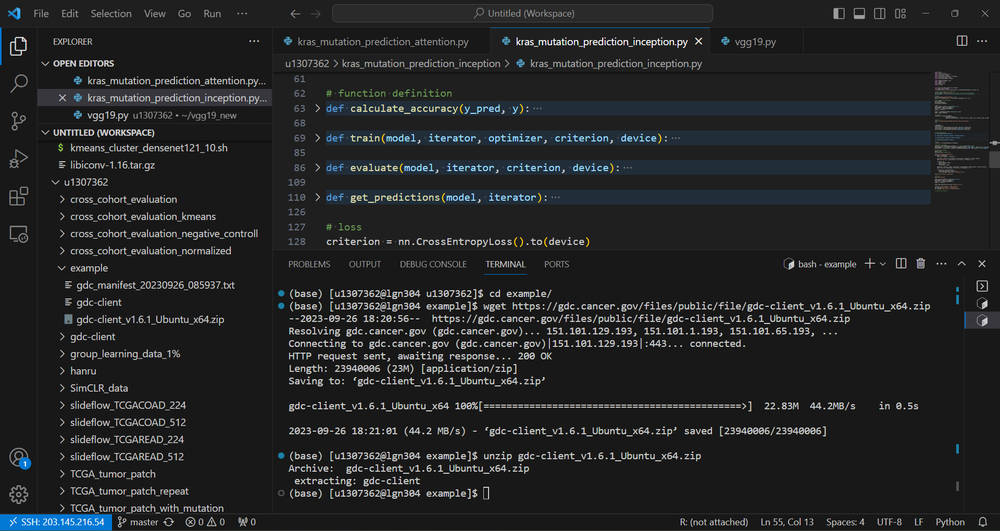 File Edit Selection View Go Run ···
Untitled (Workspace)
EXPLORER ···
OPEN EDITORS
kras_mutation_prediction_attention.py...
kras_mutation_prediction_inception.py...
vgg19.py u1307362 • ~/vgg19_new
UNTITLED (WORKSPACE)
$ kmeans_cluster_densenet121_10.sh
libiconv-1.16.tar.gz
u1307362
cross_cohort_evaluation
cross_cohort_evaluation_kmeans
cross_cohort_evaluation_negative_controll
cross_cohort_evaluation_normalized
example
gdc_manifest_20230926_085937.txt
gdc-client
gdc-client_v1.6.1_Ubuntu_x64.zip
gdc-client
group_learning_data_1%
hanru
SimCLR_data
slideflow_TCGACOAD_224
slideflow_TCGACOAD_512
slideflow_TCGAREAD_224
slideflow_TCGAREAD_512
TCGA_tumor_patch
TCGA_tumor_patch_repeat
TCGA_tumor_patch_with_mutation
1
kras_mutation_prediction_attention.py kras_mutation_prediction_inception.py vgg19.py
u1307362 > kras_mutation_prediction_inception > kras_mutation_prediction_inception.py
61
62 # function definition
63 def calculate_accuracy(y_pred, y): ···
68
69 def train(model, iterator, optimizer, criterion, device): ···
85
86 def evaluate(model, iterator, criterion, device): ···
109
110 def get_predictions(model, iterator): ···
126
127 # loss
128 criterion = nn.CrossEntropyLoss().to(device)
PROBLEMS OUTPUT DEBUG CONSOLE TERMINAL PORTS bash - example
(base) [u1307362@lgn304 u1307362]$ cd example/
(base) [u1307362@lgn304 example]$ wget https://gdc.cancer.gov/files/public/file/gdc-client_v1.6.1_Ubuntu_x64.zip
--2023-09-26 18:20:56-- https://gdc.cancer.gov/files/public/file/gdc-client_v1.6.1_Ubuntu_x64.zip
Resolving gdc.cancer.gov (gdc.cancer.gov)... 151.101.129.193, 151.101.1.193, 151.101.65.193, ...
Connecting to gdc.cancer.gov (gdc.cancer.gov)|151.101.129.193|:443... connected.
HTTP request sent, awaiting response... 200 OK
Length: 23940006 (23M) [application/zip]
Saving to: ‘gdc-client_v1.6.1_Ubuntu_x64.zip’
gdc-client_v1.6.1_Ubuntu_x64 100%[=============================================>] 22.83M 44.2MB/s in 0.5s
2023-09-26 18:21:01 (44.2 MB/s) - ‘gdc-client_v1.6.1_Ubuntu_x64.zip’ saved [23940006/23940006]
(base) [u1307362@lgn304 example]$ unzip gdc-client_v1.6.1_Ubuntu_x64.zip
Archive: gdc-client_v1.6.1_Ubuntu_x64.zip
extracting: gdc-client
(base) [u1307362@lgn304 example]$
SSH: 203.145.216.54 master 0 0 0 R: (not attached) Ln 55, Col 13 Spaces: 4 UTF-8 LF Python